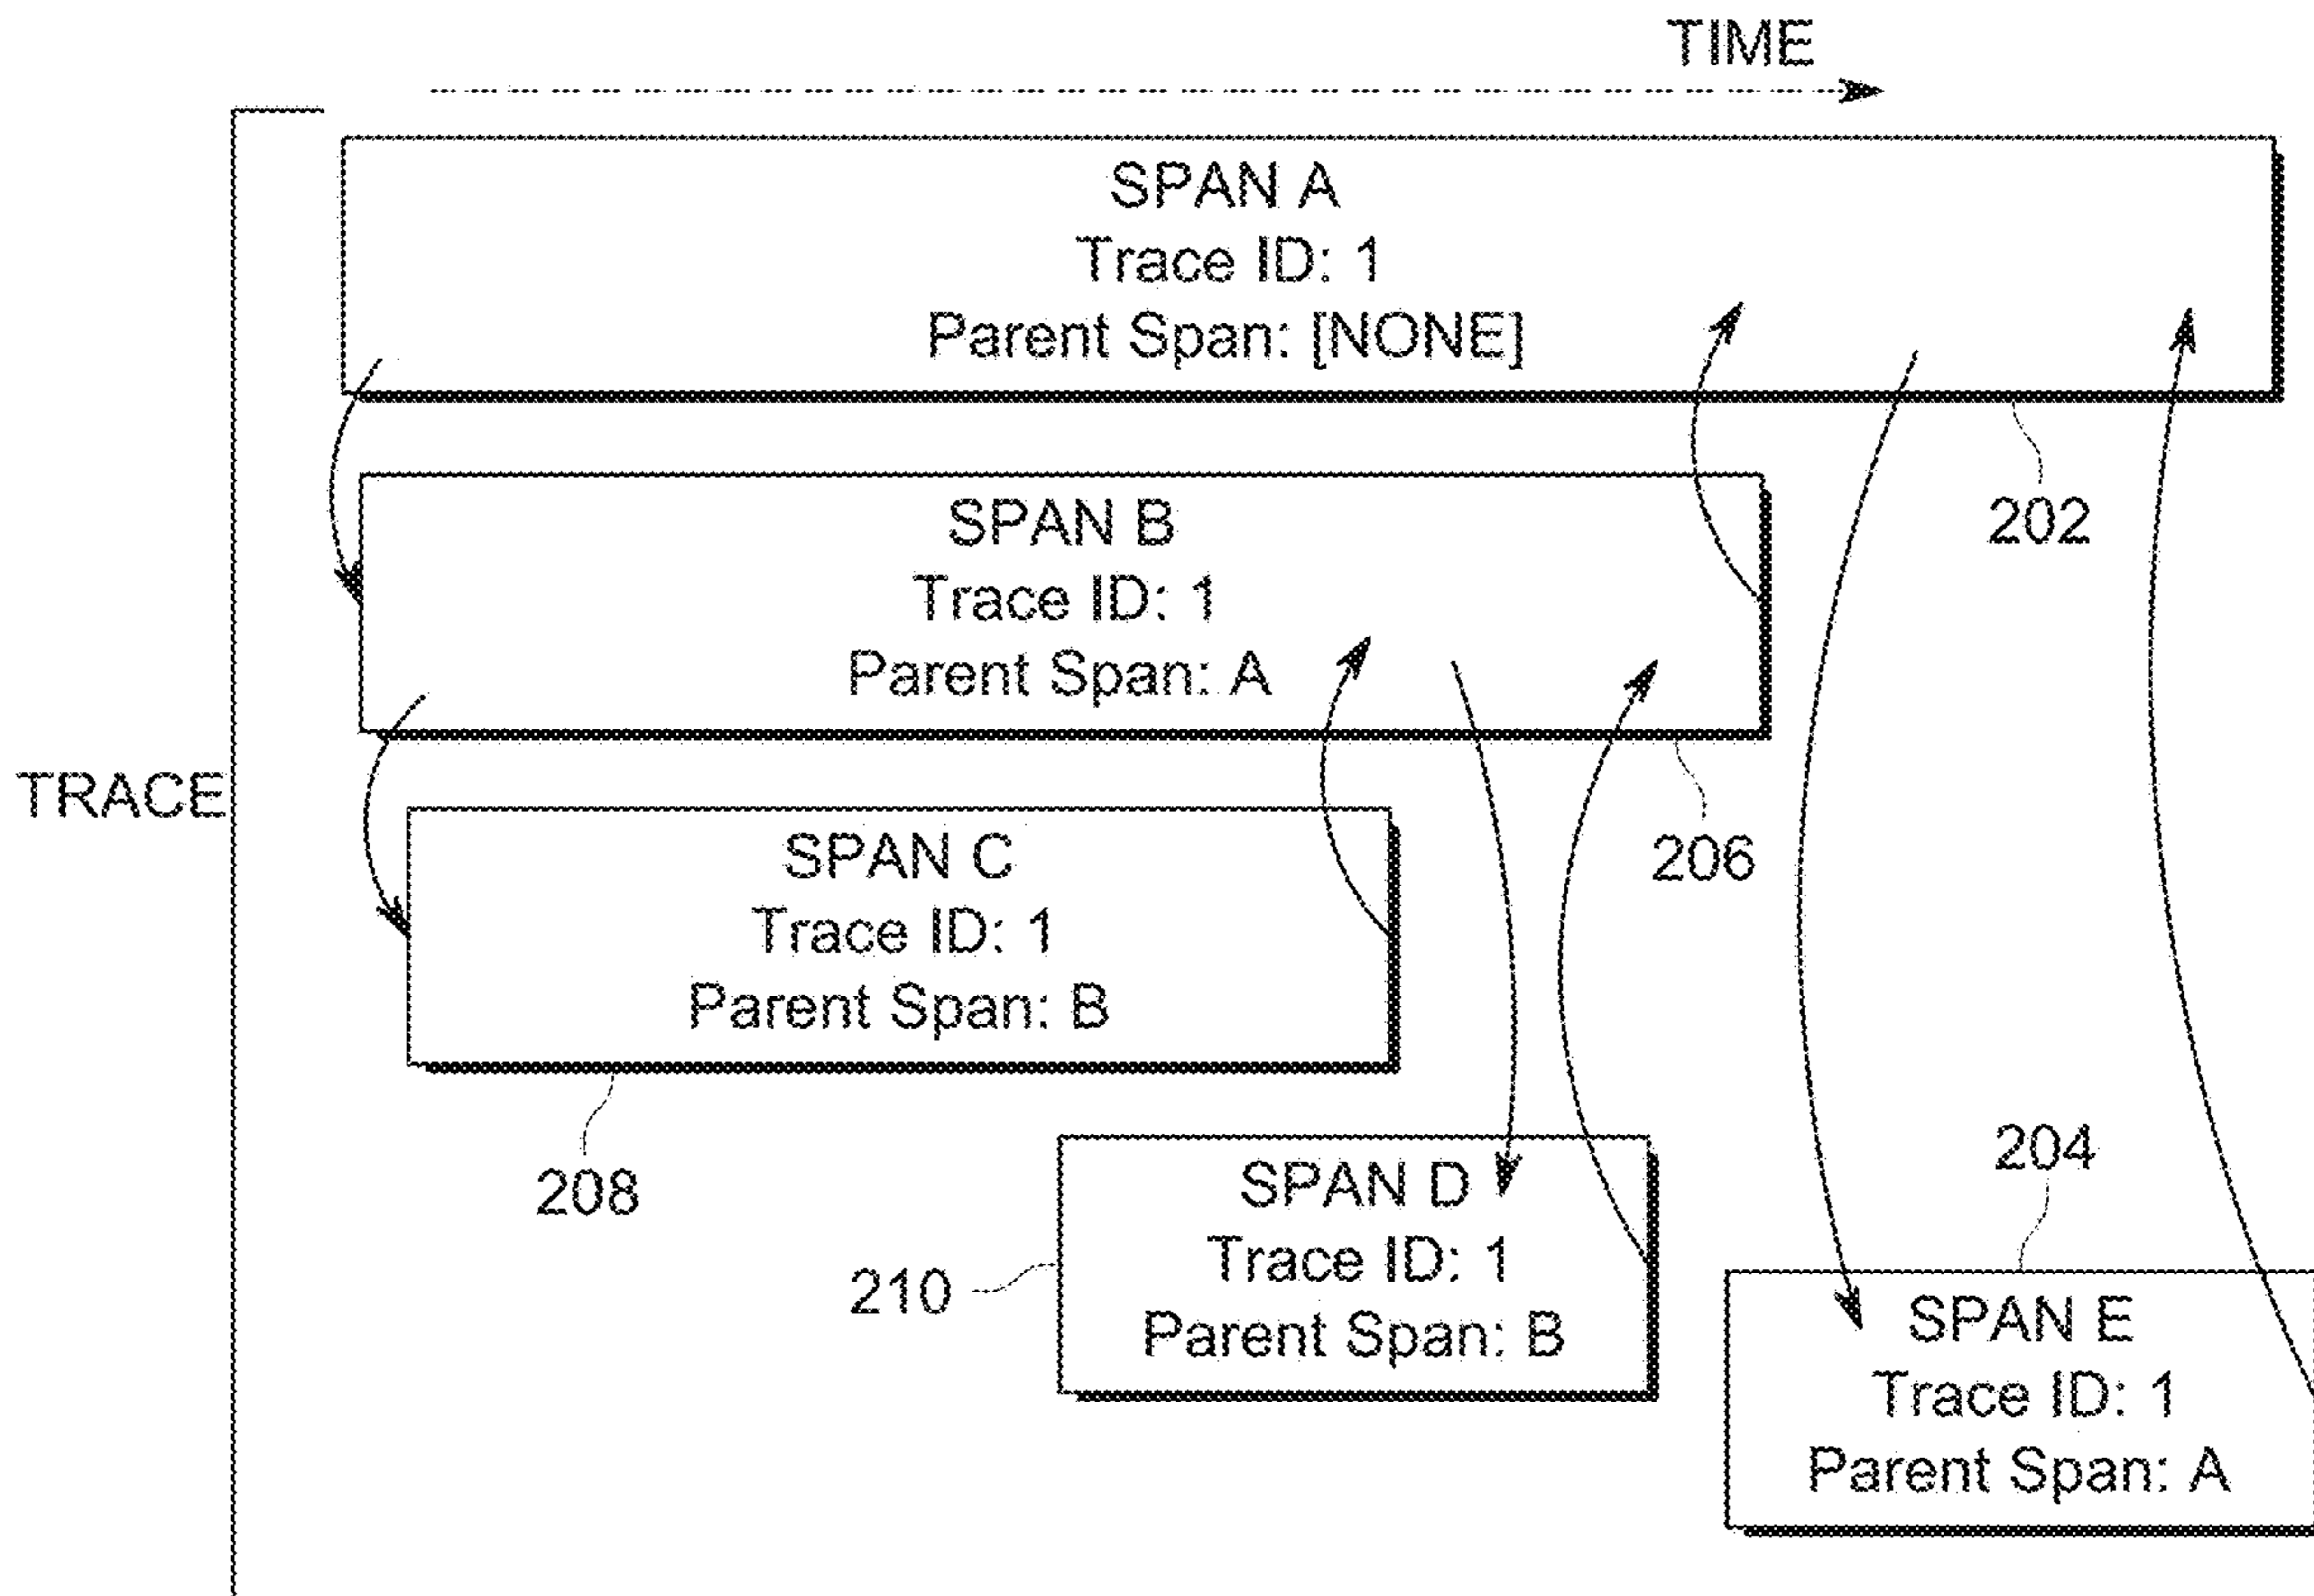 TIME
SPAN A
Trace ID: 1
Parent Span: [NONE]
202
SPAN B
Trace ID: 1
Parent Span: A
206
TRACE
SPAN C
Trace ID: 1
Parent Span: B
208
SPAN D
Trace ID: 1
Parent Span: B
210
204
SPAN E
Trace ID: 1
Parent Span: A